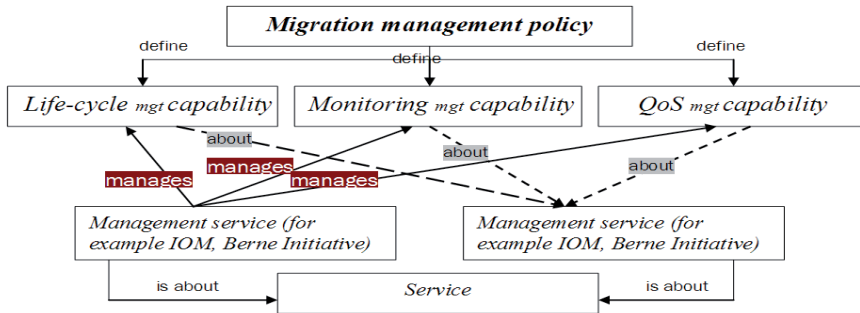 Migration management policy
define
define
define
Life-cycle mgt capability
Monitoring mgt capability
QoS mgt capability
about
about
about
manages
manages
manages
Management service (for
example IOM, Berne Initiative)
Management service (for
example IOM, Berne Initiative)
is about
Service
is about